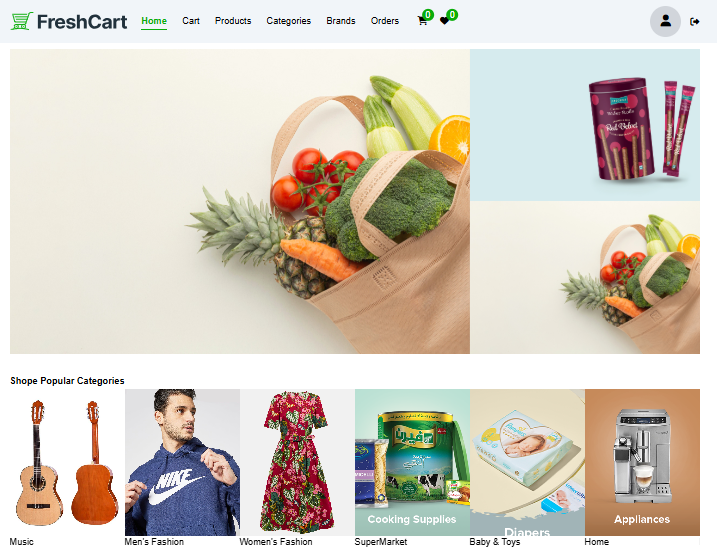 FreshCart Home Cart Products Categories Brands Orders 0 0
Red Velvet
Shope Popular Categories
NIKE
Cooking Supplies
Diapers
Appliances
Music Men's Fashion Women's Fashion SuperMarket Baby & Toys Home